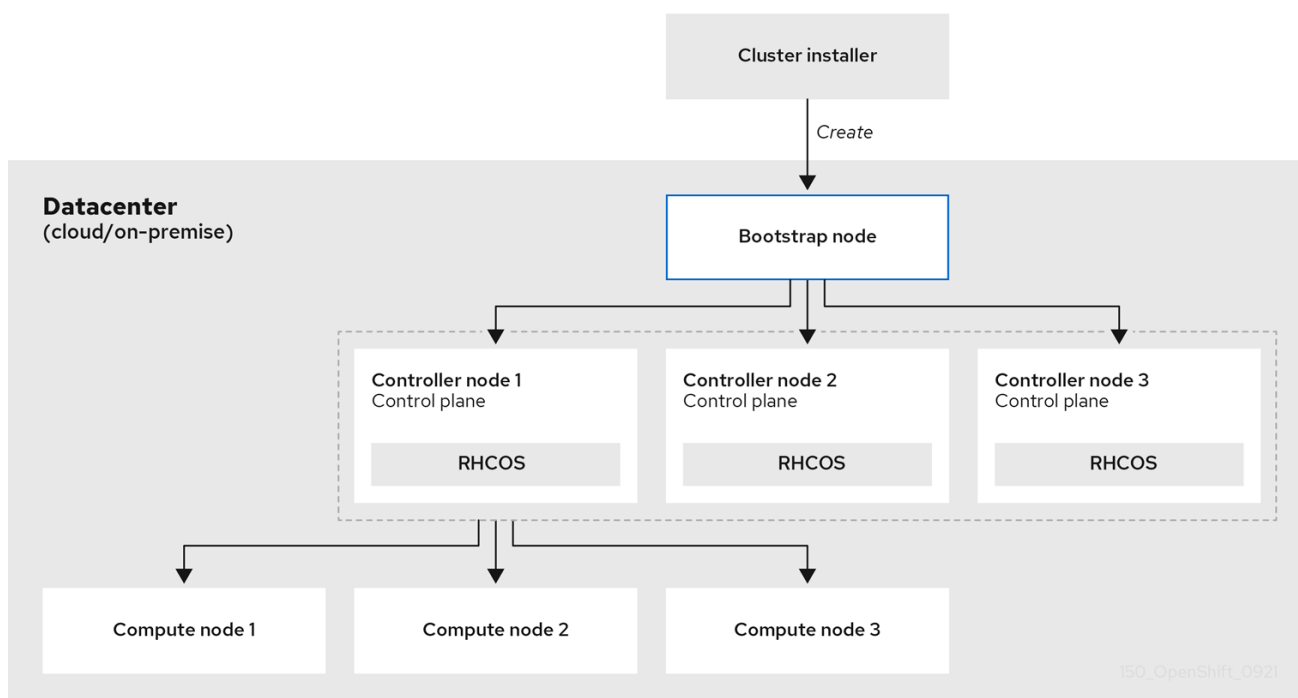 Cluster installer
Create
Datacenter
(cloud/on-premise)
Bootstrap node
Controller node 1
Control plane
RHCOS
Controller node 2
Control plane
RHCOS
Controller node 3
Control plane
RHCOS
Compute node 1
Compute node 2
Compute node 3
150_OpenShift_0921